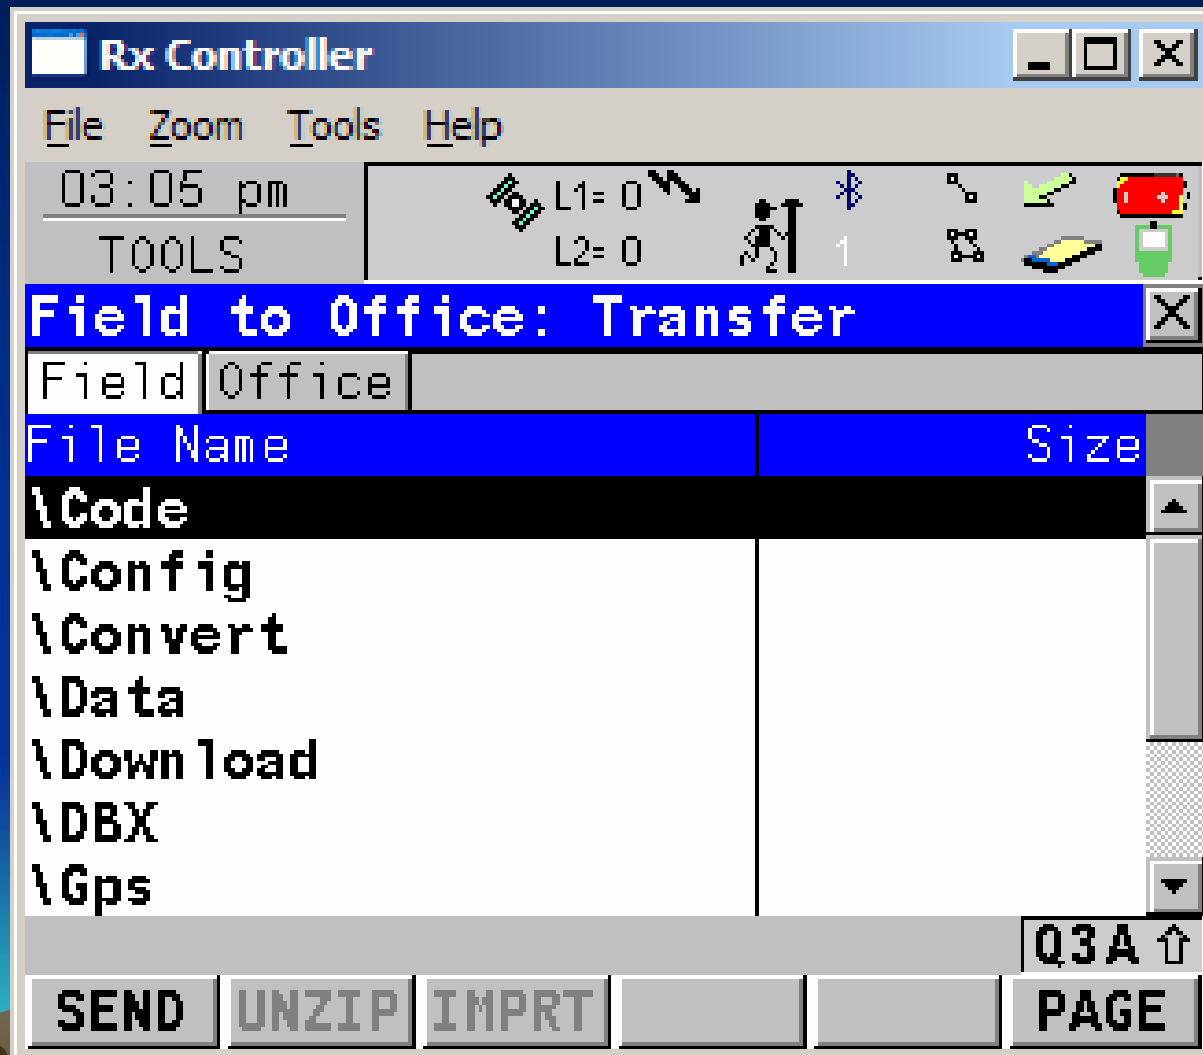 Rx Controller
File Zoom Tools Help
03:05 pm
TOOLS
L1= 0
L2= 0
1
Field to Office: Transfer
Field Office
File Name Size
\Code
\Config
\Convert
\Data
\Download
\DBX
\Gps
Q3A ⇧
SEND UNZIP IMPRT PAGE